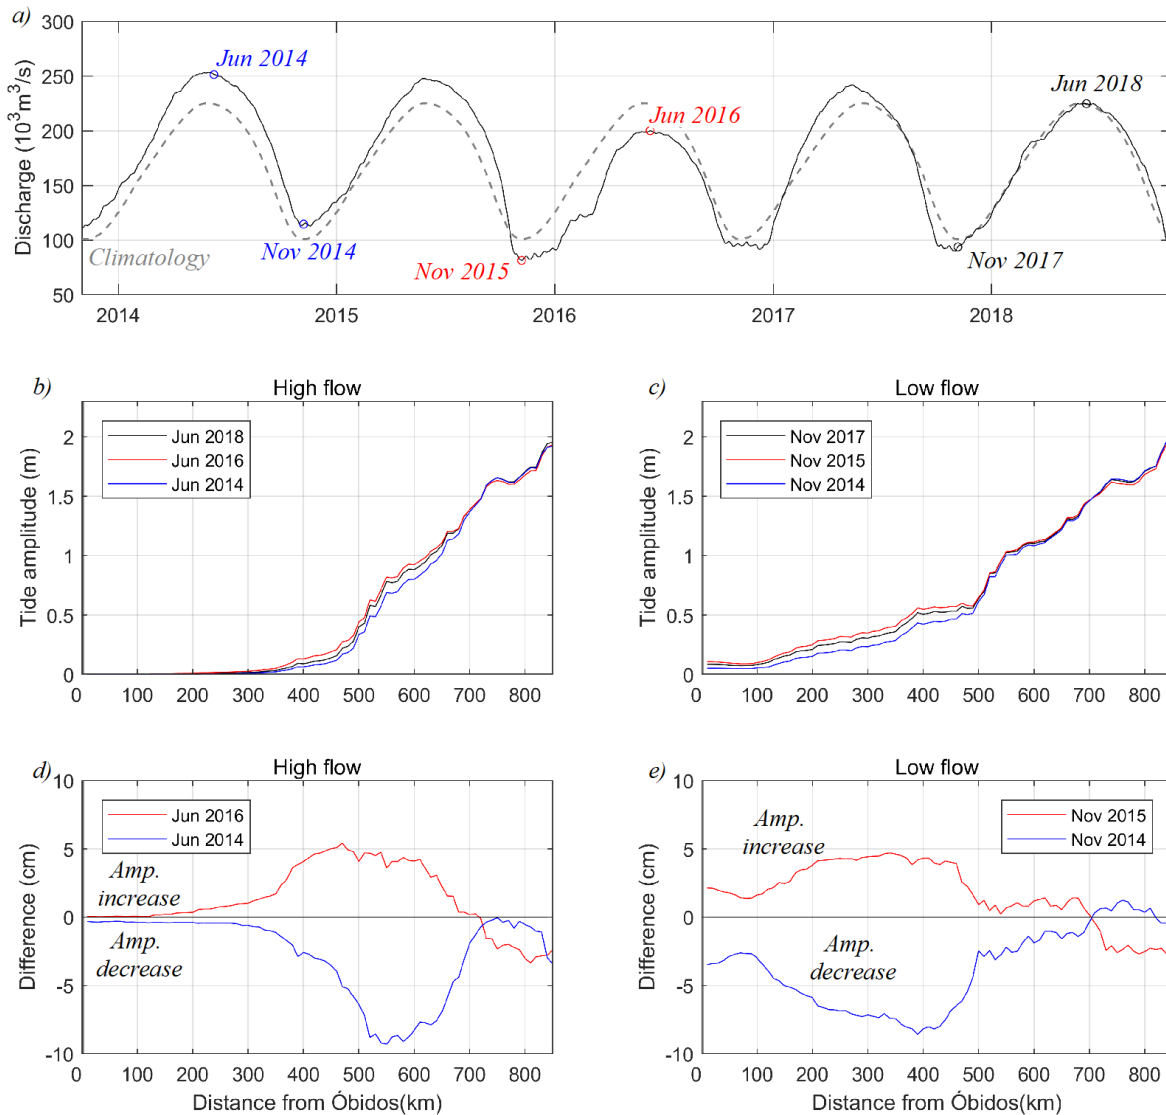 a)
300
250
200
150
100
50
Discharge (10³m³/s)
Jun 2014
Nov 2014
Climatology
Nov 2015
Jun 2016
Jun 2018
Nov 2017
2014
2015
2016
2017
2018
b)
High flow
Jun 2018
Jun 2016
Jun 2014
Tide amplitude (m)
2
1.5
1
0.5
0
0
100
200
300
400
500
600
700
800
c)
Low flow
Nov 2017
Nov 2015
Nov 2014
Tide amplitude (m)
2
1.5
1
0.5
0
0
100
200
300
400
500
600
700
800
d)
High flow
Jun 2016
Jun 2014
Amp.
increase
Amp.
decrease
Difference (cm)
10
5
0
-5
-10
0
100
200
300
400
500
600
700
800
Distance from Óbidos(km)
e)
Low flow
Nov 2015
Nov 2014
Amp.
increase
Amp.
decrease
Difference (cm)
10
5
0
-5
-10
0
100
200
300
400
500
600
700
800
Distance from Óbidos(km)